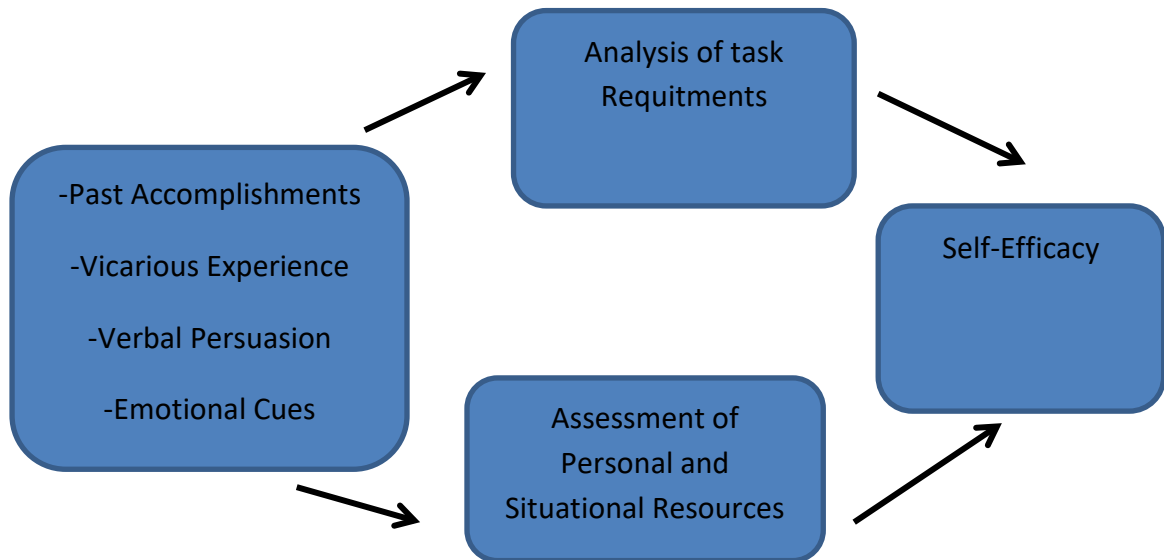 Analysis of task
Requitments
-Past Accomplishments
-Vicarious Experience
-Verbal Persuasion
-Emotional Cues
Self-Efficacy
Assessment of
Personal and
Situational Resources